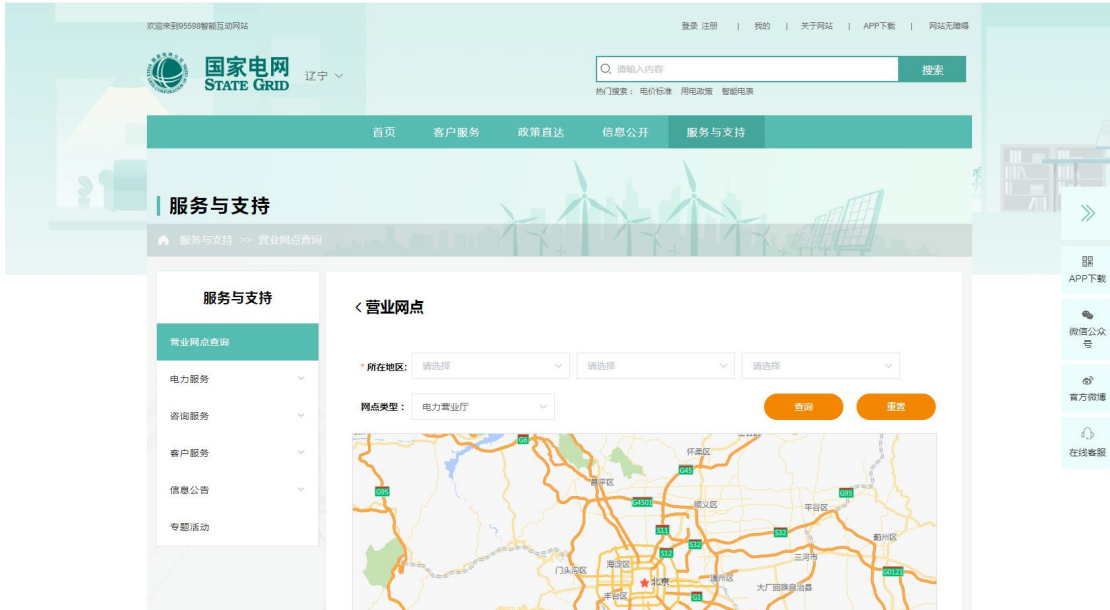 欢迎来到95598智能互动网站
登录 注册 | 我的 | 关于网站 | APP下载 | 网站无障碍
国家电网
STATE GRID
辽宁
请输入内容
搜索
热门搜索： 电价标准 用电政策 智能电表
首页 客户服务 政策直达 信息公开 服务与支持
服务与支持
服务与支持 >> 营业网点查询
APP下载
微信公众
号
官方微博
在线客服
服务与支持
营业网点查询
电力服务
咨询服务
客户服务
信息公告
专题活动
营业网点
* 所在地区: 请选择 请选择 请选择
网点类型： 电力营业厅
查询 重置
G6
怀柔区
G45
昌平区
G95
G4501
顺义区
G95
平谷区
S11
S32
S32
蓟州区
S12
三河市
海淀区
门头沟区
G0121
北京
通州区
大厂回族自治县
丰台区
G1